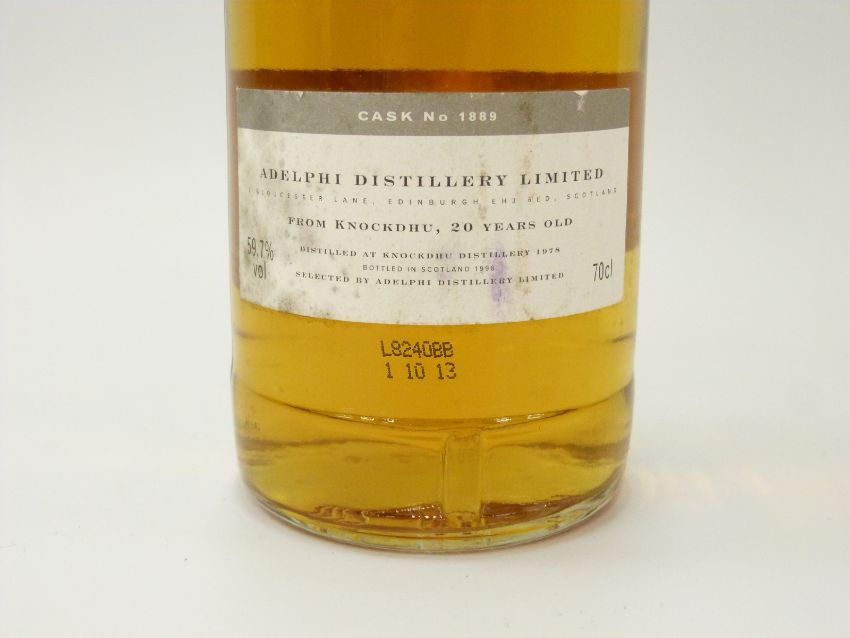 CASK No 1889
ADELPHI DISTILLERY LIMITED
GLOUCESTER LANE, EDINBURGH EH3 6ED, SCOTLAND
FROM KNOCKDHU, 20 YEARS OLD
59.7% vol
DISTILLED AT KNOCKDHU DISTILLERY 1978
BOTTLED IN SCOTLAND 1998
SELECTED BY ADELPHI DISTILLERY LIMITED
70cl
L8240BB
1 10 13